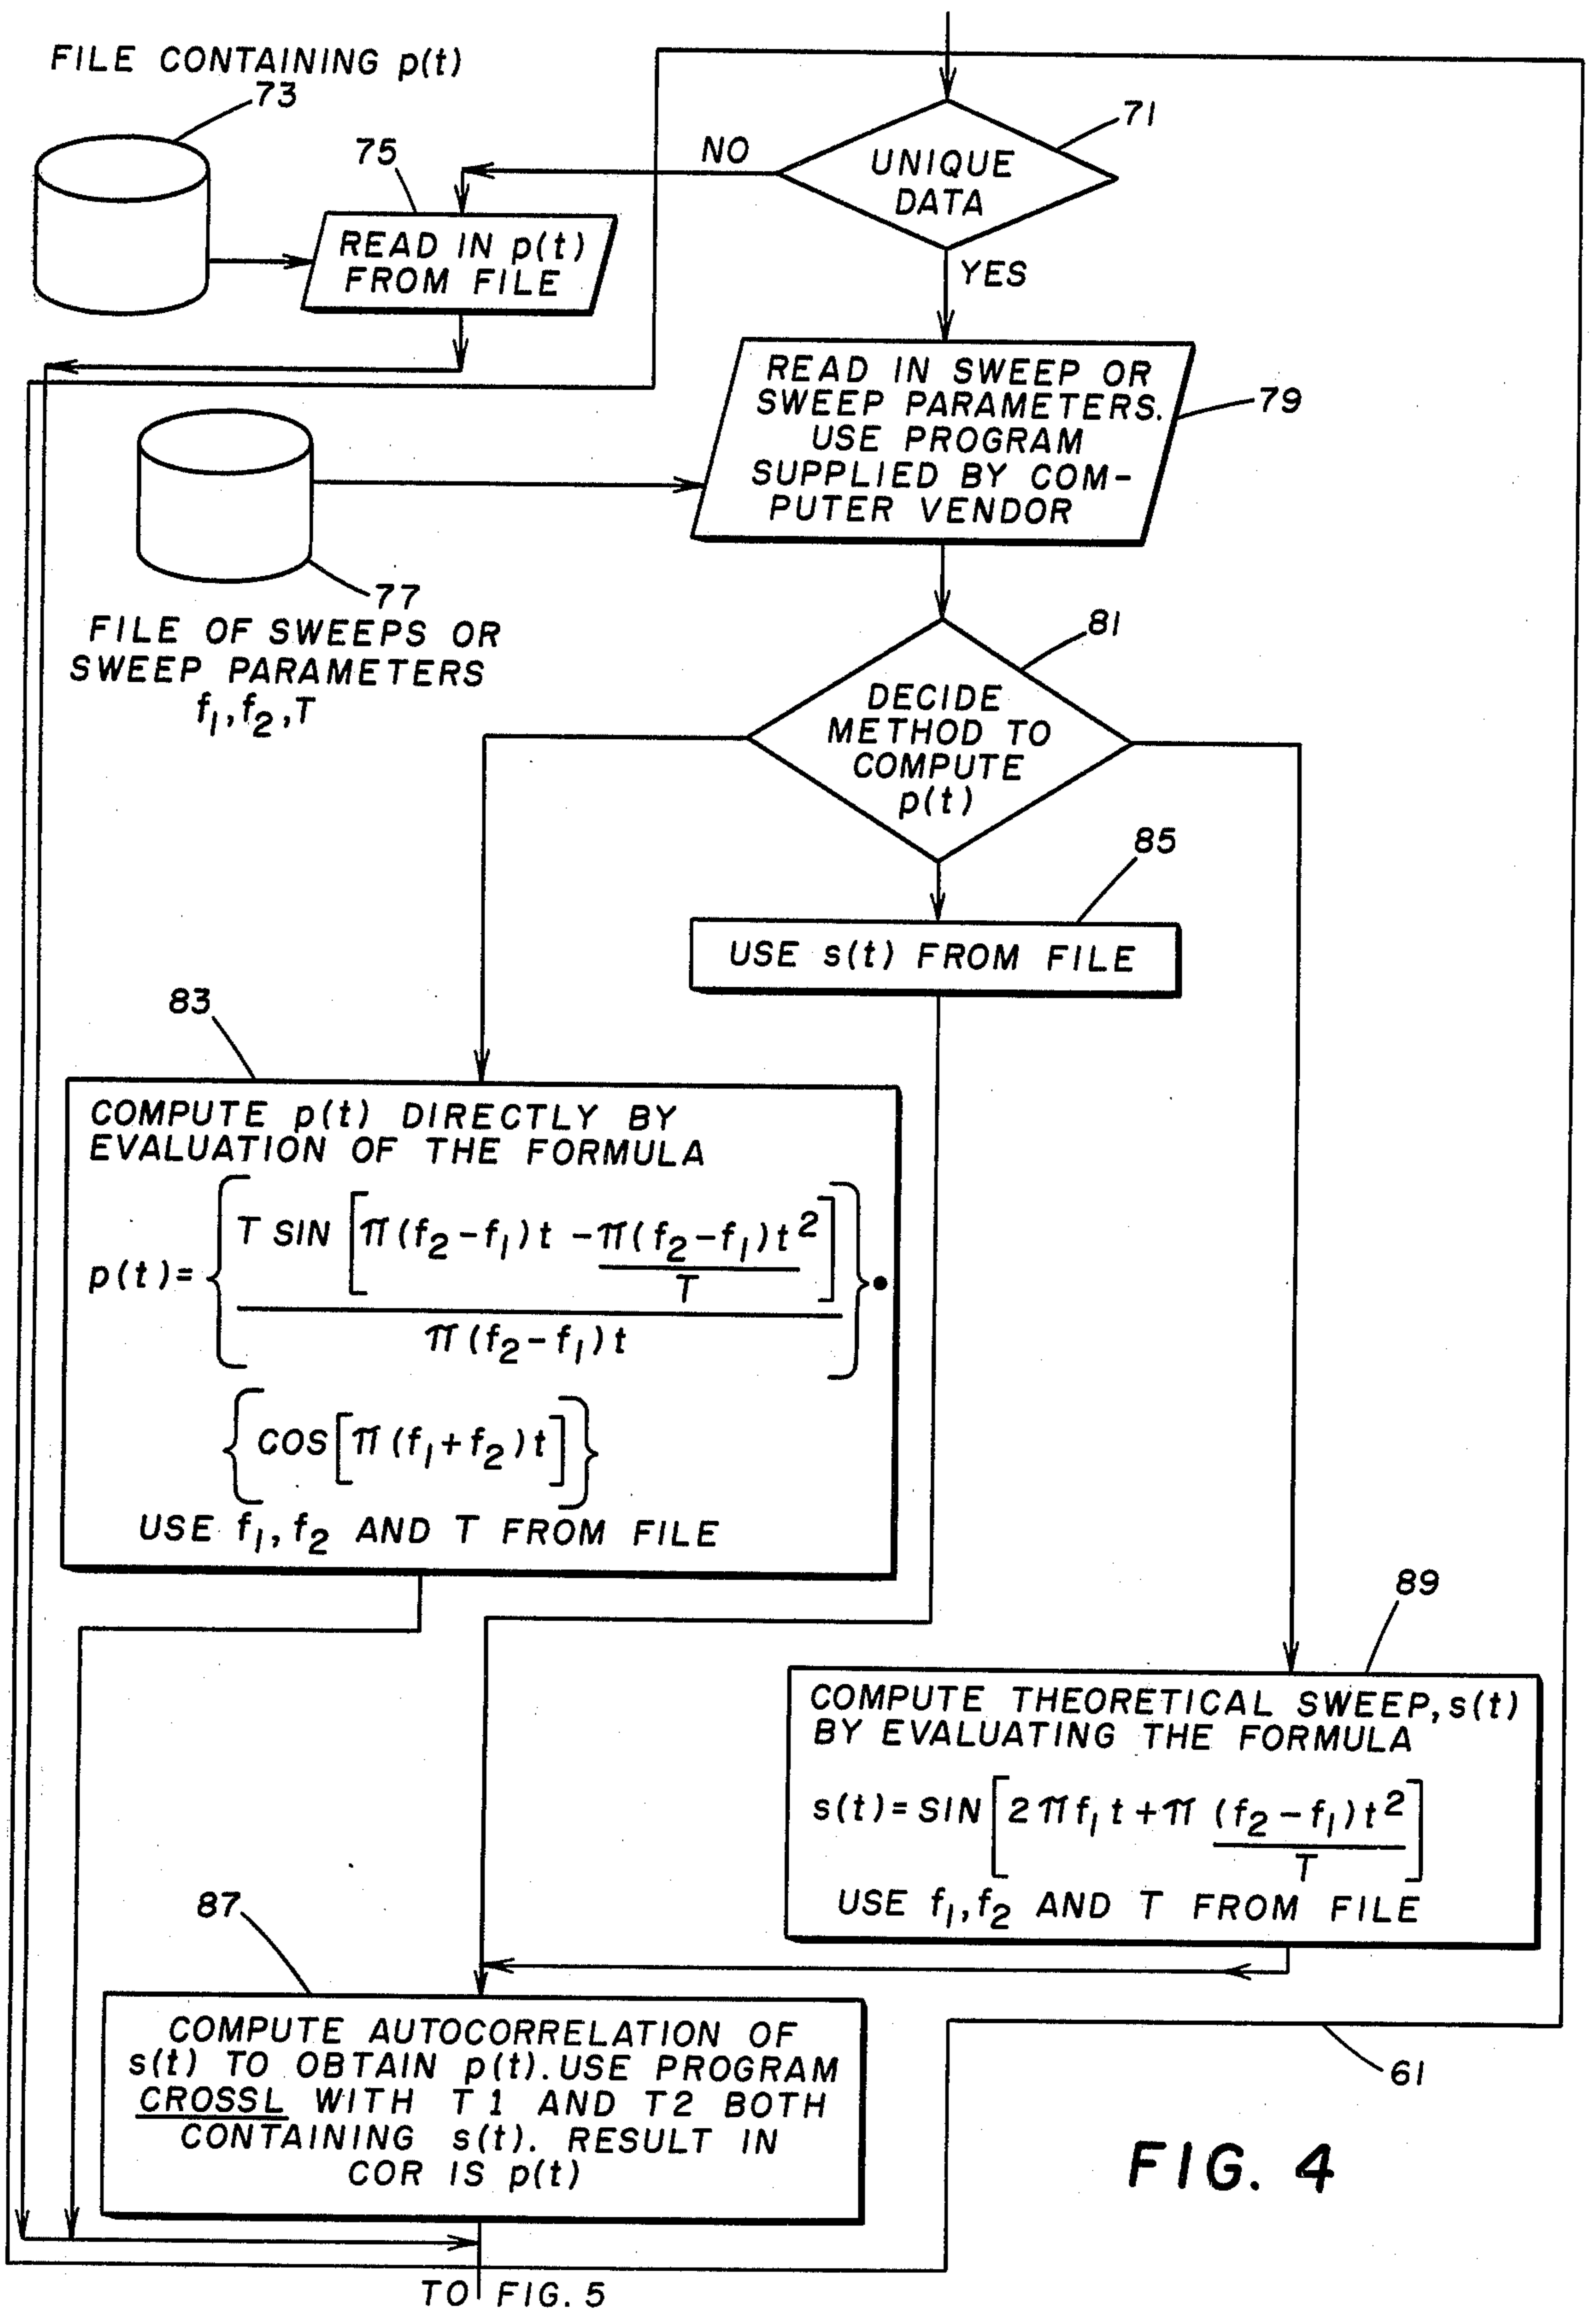 FILE CONTAINING p(t)
73
75
NO
71
UNIQUE
DATA
READ IN p(t)
FROM FILE
YES
READ IN SWEEP OR
SWEEP PARAMETERS.
USE PROGRAM
SUPPLIED BY COM-
PUTER VENDOR
79
77
FILE OF SWEEPS OR
SWEEP PARAMETERS
f₁, f₂, T
81
DECIDE
METHOD TO
COMPUTE
p(t)
85
USE s(t) FROM FILE
83
COMPUTE p(t) DIRECTLY BY
EVALUATION OF THE FORMULA
p(t)= { T SIN [π(f₂-f₁)t - π(f₂-f₁)t²/T] / π(f₂-f₁)t } •
{ COS [π(f₁+f₂)t] }
USE f₁, f₂ AND T FROM FILE
89
COMPUTE THEORETICAL SWEEP, s(t)
BY EVALUATING THE FORMULA
s(t)= SIN [2πf₁t + π (f₂-f₁)t²/T]
USE f₁, f₂ AND T FROM FILE
87
COMPUTE AUTOCORRELATION OF
s(t) TO OBTAIN p(t). USE PROGRAM
CROSSL WITH T1 AND T2 BOTH
CONTAINING s(t). RESULT IN
COR IS p(t)
61
FIG. 4
TO FIG. 5